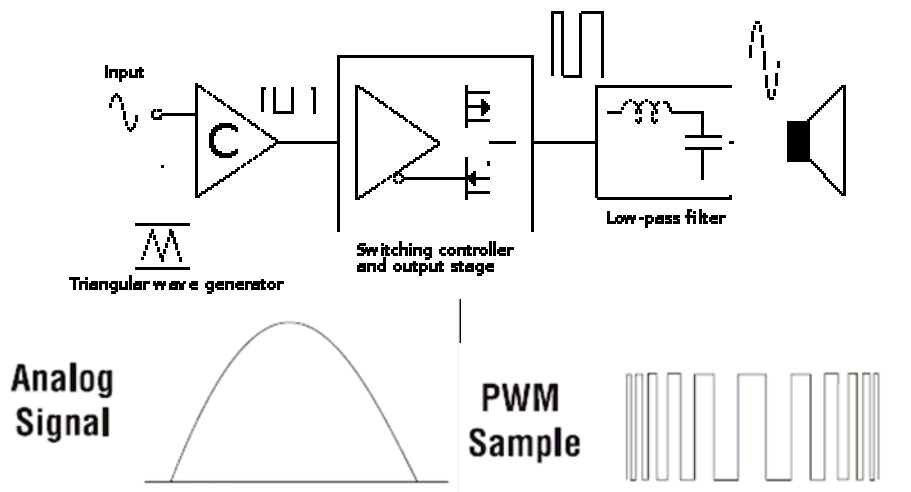 Input
C
Low-pass filter
Switching controller
and output stage
Triangular wave generator
Analog
Signal
PWM
Sample